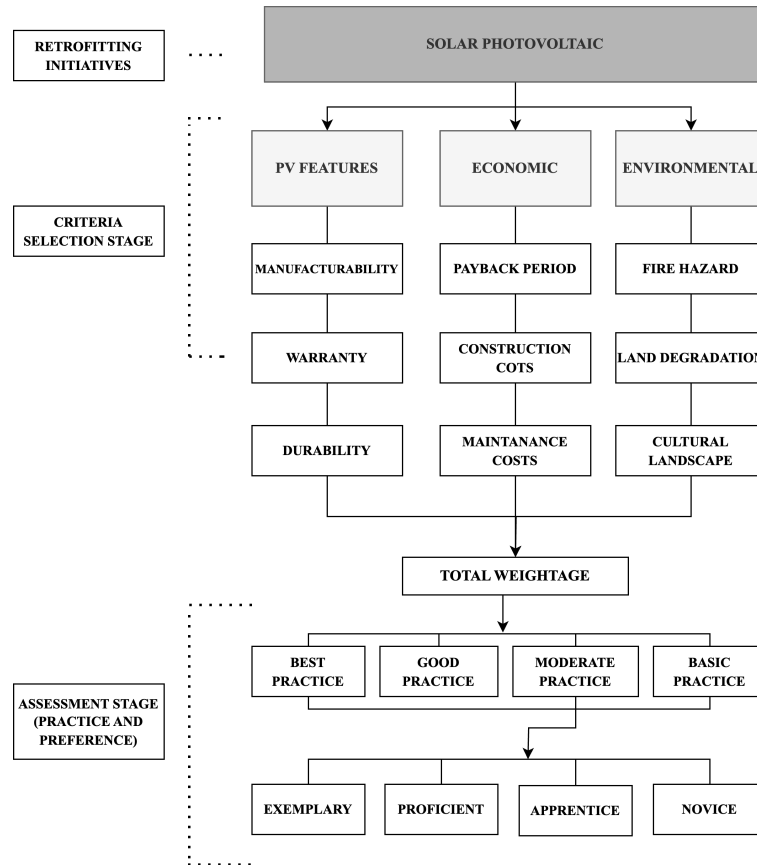 RETROFITTING
INITIATIVES
SOLAR PHOTOVOLTAIC
CRITERIA
SELECTION STAGE
PV FEATURES
ECONOMIC
ENVIRONMENTAL
MANUFACTURABILITY
PAYBACK PERIOD
FIRE HAZARD
WARRANTY
CONSTRUCTION
COTS
LAND DEGRADATION
DURABILITY
MAINTANANCE
COSTS
CULTURAL
LANDSCAPE
TOTAL WEIGHTAGE
ASSESSMENT STAGE
(PRACTICE AND
PREFERENCE)
BEST
PRACTICE
GOOD
PRACTICE
MODERATE
PRACTICE
BASIC
PRACTICE
EXEMPLARY
PROFICIENT
APPRENTICE
NOVICE